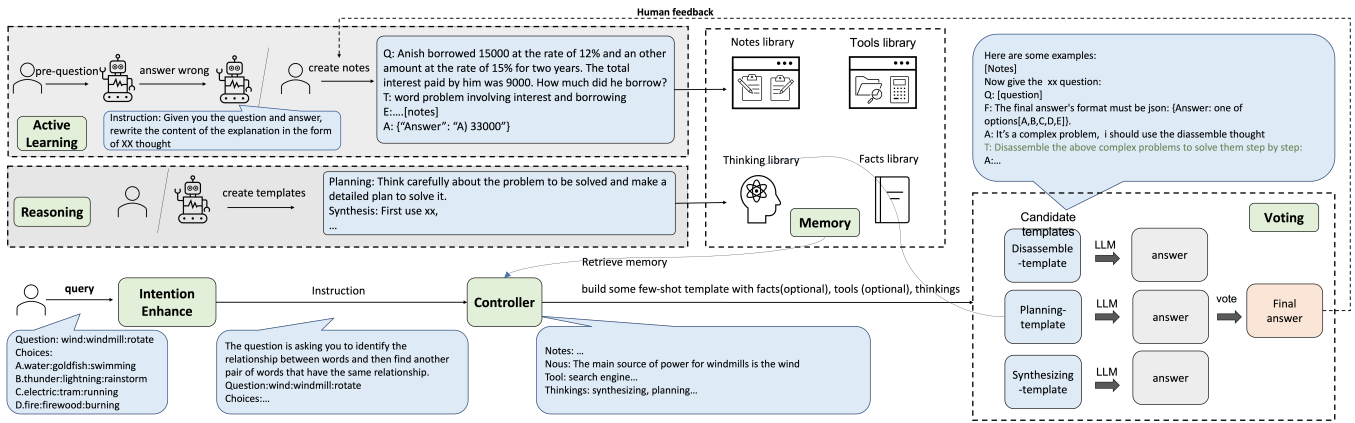 Human feedback
pre-question
answer wrong
create notes
Active
Learning
Instruction: Given you the question and answer,
rewrite the content of the explanation in the form
of XX thought
Q: Anish borrowed 15000 at the rate of 12% and an other
amount at the rate of 15% for two years. The total
interest paid by him was 9000. How much did he borrow?
T: word problem involving interest and borrowing
E:....[notes]
A: {“Answer”: “A) 33000”}
Notes library
Tools library
Thinking library
Facts library
Memory
Reasoning
create templates
Planning: Think carefully about the problem to be solved and make a
detailed plan to solve it.
Synthesis: First use xx,
...
Here are some examples:
[Notes]
Now give the xx question:
Q: [question]
F: The final answer's format must be json: {Answer: one of
options[A,B,C,D,E]}.
A: It’s a complex problem, i should use the diassemble thought
T: Disassemble the above complex problems to solve them step by step:
A:...
Retrieve memory
query
Intention
Enhance
Instruction
Controller
build some few-shot template with facts(optional), tools (optional), thinkings
Question: wind:windmill:rotate
Choices:
A.water:goldfish:swimming
B.thunder:lightning:rainstorm
C.electric:tram:running
D.fire:firewood:burning
The question is asking you to identify the
relationship between words and then find another
pair of words that have the same relationship.
Question:wind:windmill:rotate
Choices:...
Notes: ...
Nous: The main source of power for windmills is the wind
Tool: search engine...
Thinkings: synthesizing, planning...
Candidate
templates
Voting
Disassemble
-template
LLM
answer
Planning-
template
LLM
answer
vote
Final
answer
Synthesizing
-template
LLM
answer